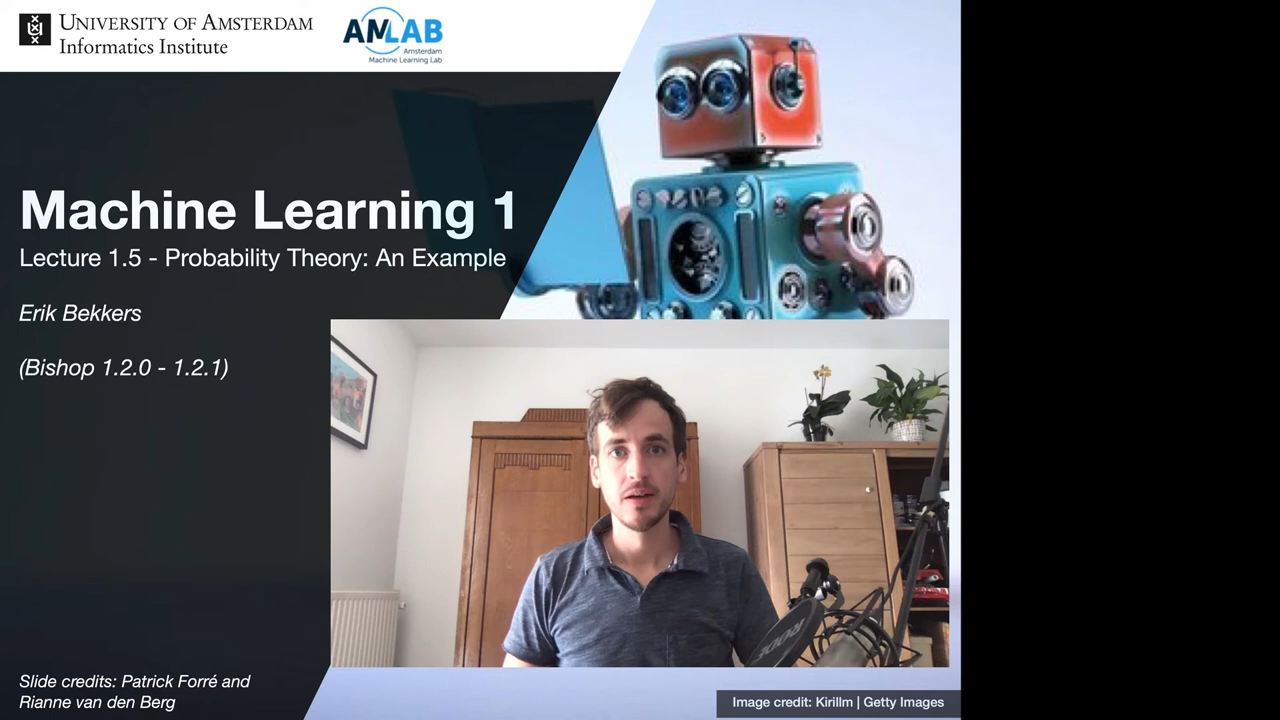 UNIVERSITY OF AMSTERDAM
Informatics Institute
AMLAB
Amsterdam
Machine Learning Lab
Machine Learning 1
Lecture 1.5 - Probability Theory: An Example
Erik Bekkers
(Bishop 1.2.0 - 1.2.1)
RODE
Slide credits: Patrick Forré and
Rianne van den Berg
Image credit: Kirillm | Getty Images